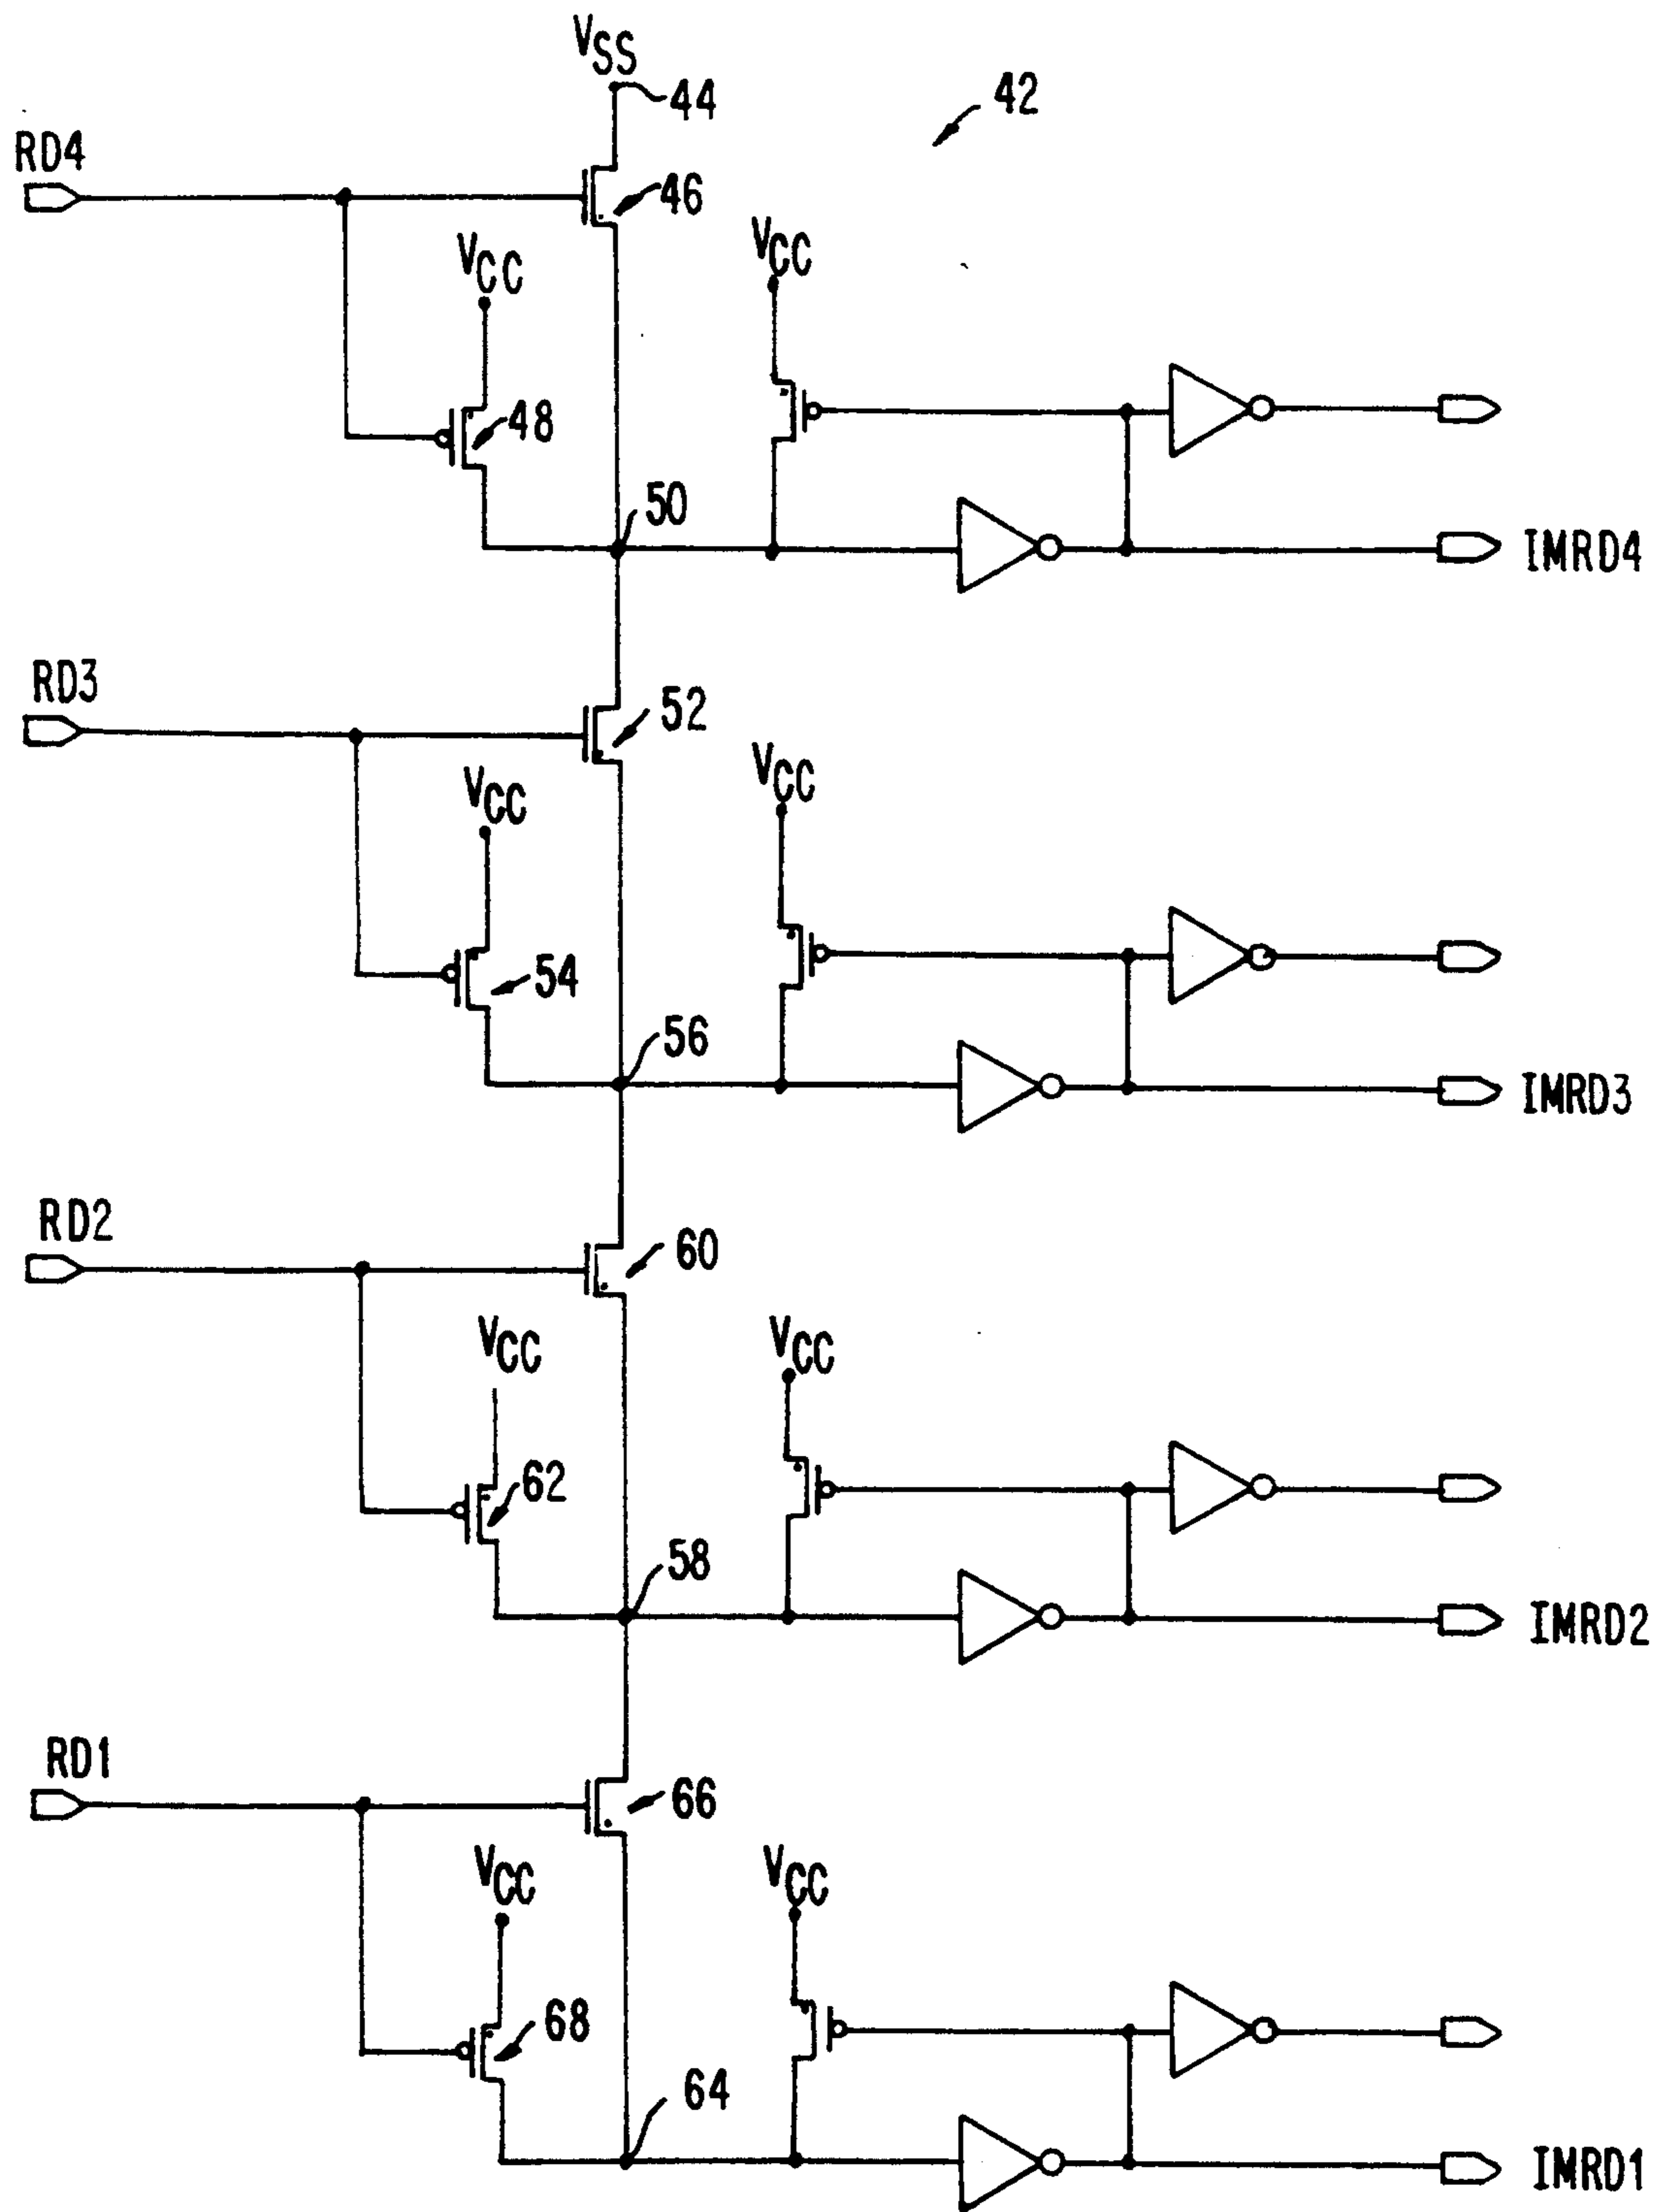 VSS
44
42
RD4
46
VCC
VCC
48
50
IMRD4
RD3
52
VCC
VCC
54
56
IMRD3
RD2
60
VCC
VCC
62
58
IMRD2
RD1
66
VCC
VCC
68
64
IMRD1